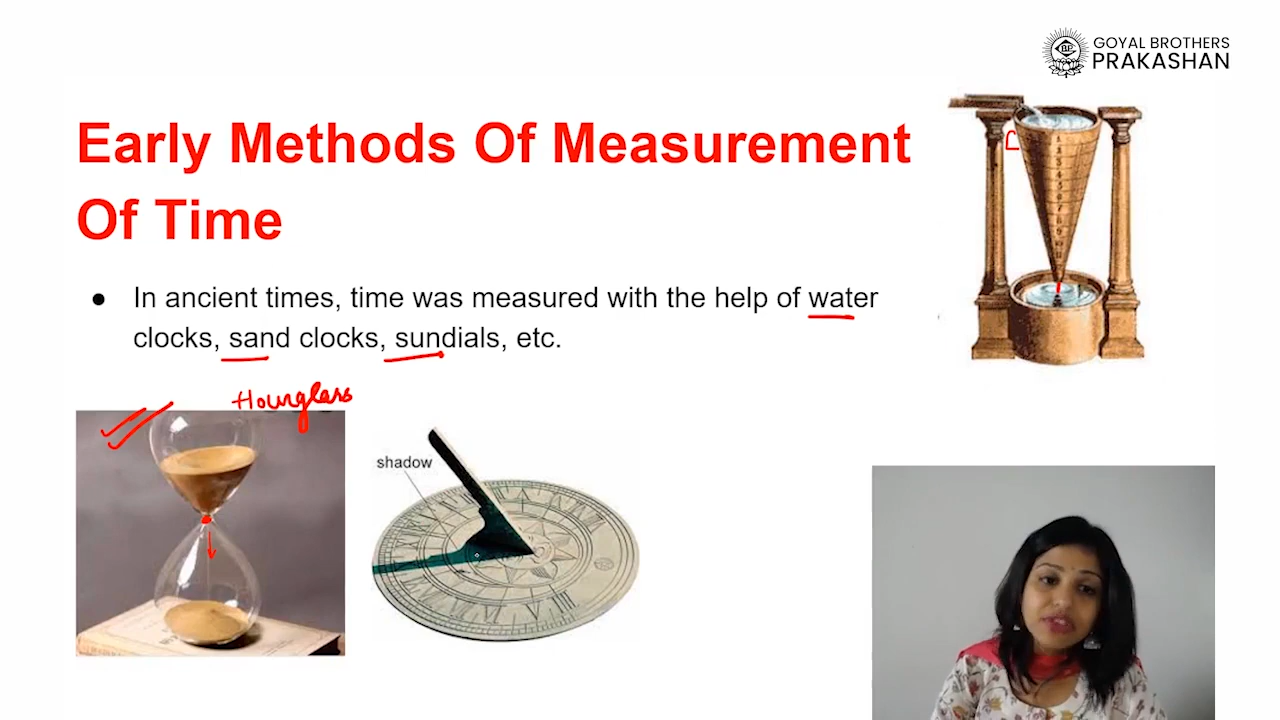 GOYAL BROTHERS
PRAKASHAN
Early Methods Of Measurement
Of Time
● In ancient times, time was measured with the help of water
clocks, sand clocks, sundials, etc.
Hourglass
shadow